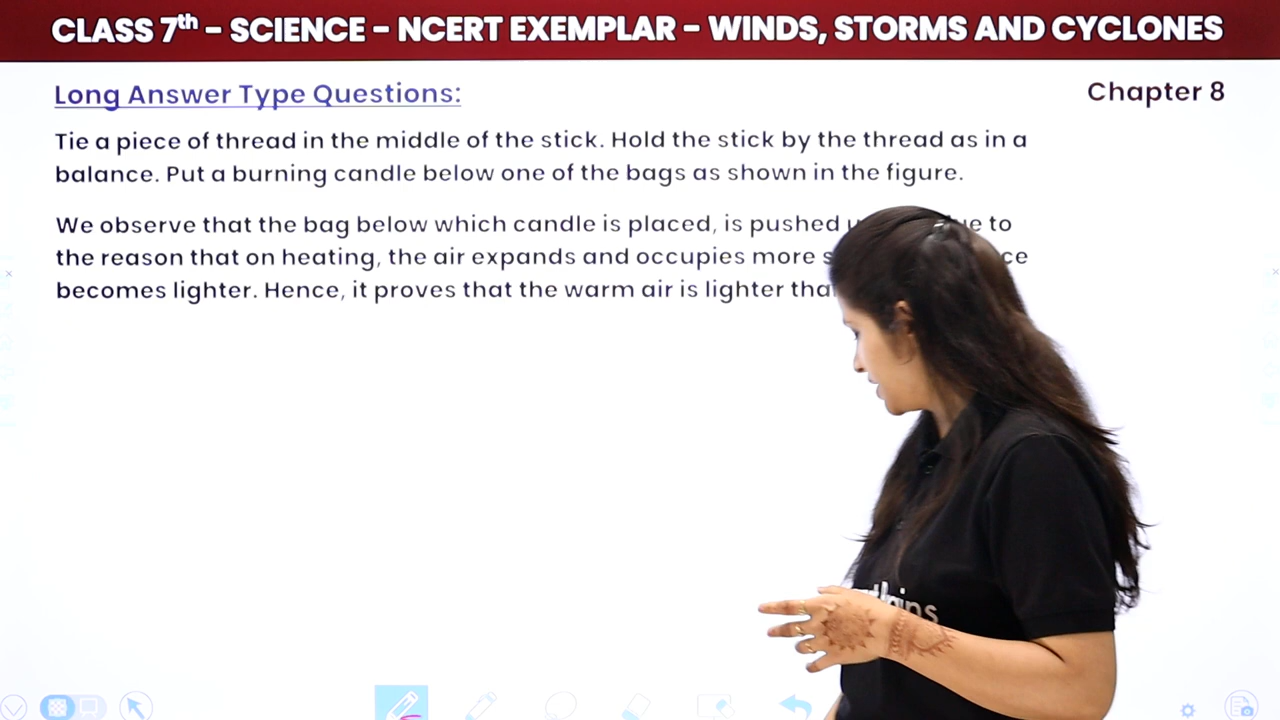 CLASS 7th – SCIENCE – NCERT EXEMPLAR – WINDS, STORMS AND CYCLONES
Long Answer Type Questions:
Chapter 8
Tie a piece of thread in the middle of the stick. Hold the stick by the thread as in a
balance. Put a burning candle below one of the bags as shown in the figure.
We observe that the bag below which candle is placed, is pushed to
the reason that on heating, the air expands and occupies more
becomes lighter. Hence, it proves that the warm air is lighter